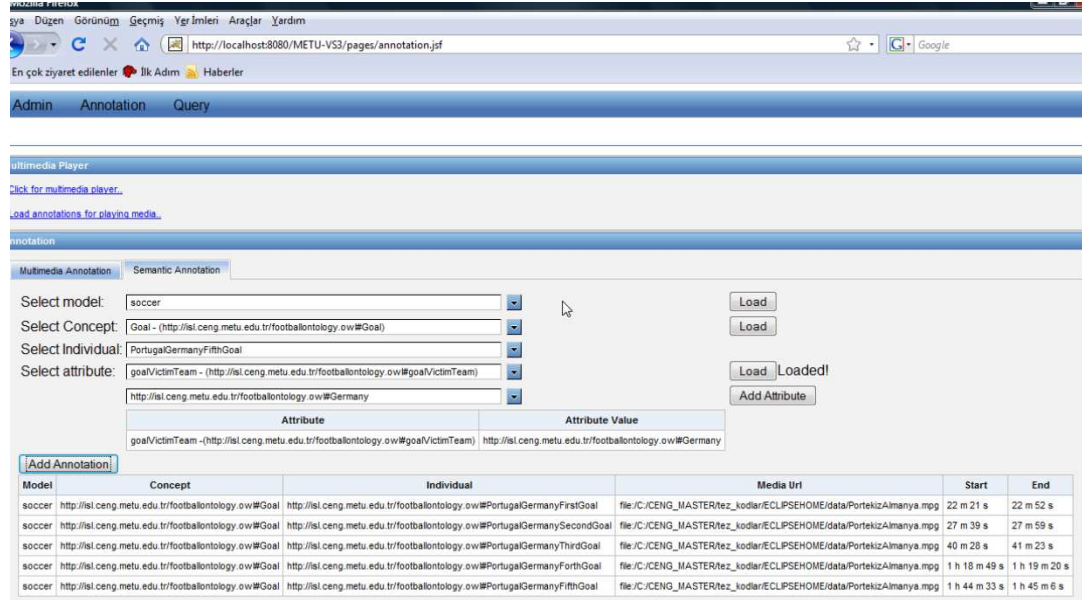 Mozilla Firefox
sya Düzen Görünüm Geçmiş Yer İmleri Araçlar Yardım
http://localhost:8080/METU-VS3/pages/annotation.jsf
G Google
En çok ziyaret edilenler İlk Adım Haberler
Admin Annotation Query
ultimedia Player
Click for multimedia player..
oad annotations for playing media..
nnotation
Multimedia Annotation Semantic Annotation
Select model: soccer Load
Select Concept: Goal - (http://isl.ceng.metu.edu.tr/footballontology.owl#Goal) Load
Select Individual: PortugalGermanyFifthGoal
Select attribute: goalVictimTeam - (http://isl.ceng.metu.edu.tr/footballontology.owl#goalVictimTeam) Load Loaded!
http://isl.ceng.metu.edu.tr/footballontology.owl#Germany Add Attribute
Attribute Attribute Value
goalVictimTeam -(http://isl.ceng.metu.edu.tr/footballontology.owl#goalVictimTeam) http://isl.ceng.metu.edu.tr/footballontology.owl#Germany
Add Annotation
Model Concept Individual Media Url Start End
soccer http://isl.ceng.metu.edu.tr/footballontology.owl#Goal http://isl.ceng.metu.edu.tr/footballontology.owl#PortugalGermanyFirstGoal file:/C:/CENG_MASTER/tez_kodlar/ECLIPSEHOME/data/PortekizAlmanya.mpg 22 m 21 s 22 m 52 s
soccer http://isl.ceng.metu.edu.tr/footballontology.owl#Goal http://isl.ceng.metu.edu.tr/footballontology.owl#PortugalGermanySecondGoal file:/C:/CENG_MASTER/tez_kodlar/ECLIPSEHOME/data/PortekizAlmanya.mpg 27 m 39 s 27 m 59 s
soccer http://isl.ceng.metu.edu.tr/footballontology.owl#Goal http://isl.ceng.metu.edu.tr/footballontology.owl#PortugalGermanyThirdGoal file:/C:/CENG_MASTER/tez_kodlar/ECLIPSEHOME/data/PortekizAlmanya.mpg 40 m 28 s 41 m 23 s
soccer http://isl.ceng.metu.edu.tr/footballontology.owl#Goal http://isl.ceng.metu.edu.tr/footballontology.owl#PortugalGermanyForthGoal file:/C:/CENG_MASTER/tez_kodlar/ECLIPSEHOME/data/PortekizAlmanya.mpg 1 h 18 m 49 s 1 h 19 m 20 s
soccer http://isl.ceng.metu.edu.tr/footballontology.owl#Goal http://isl.ceng.metu.edu.tr/footballontology.owl#PortugalGermanyFifthGoal file:/C:/CENG_MASTER/tez_kodlar/ECLIPSEHOME/data/PortekizAlmanya.mpg 1 h 44 m 33 s 1 h 45 m 6 s